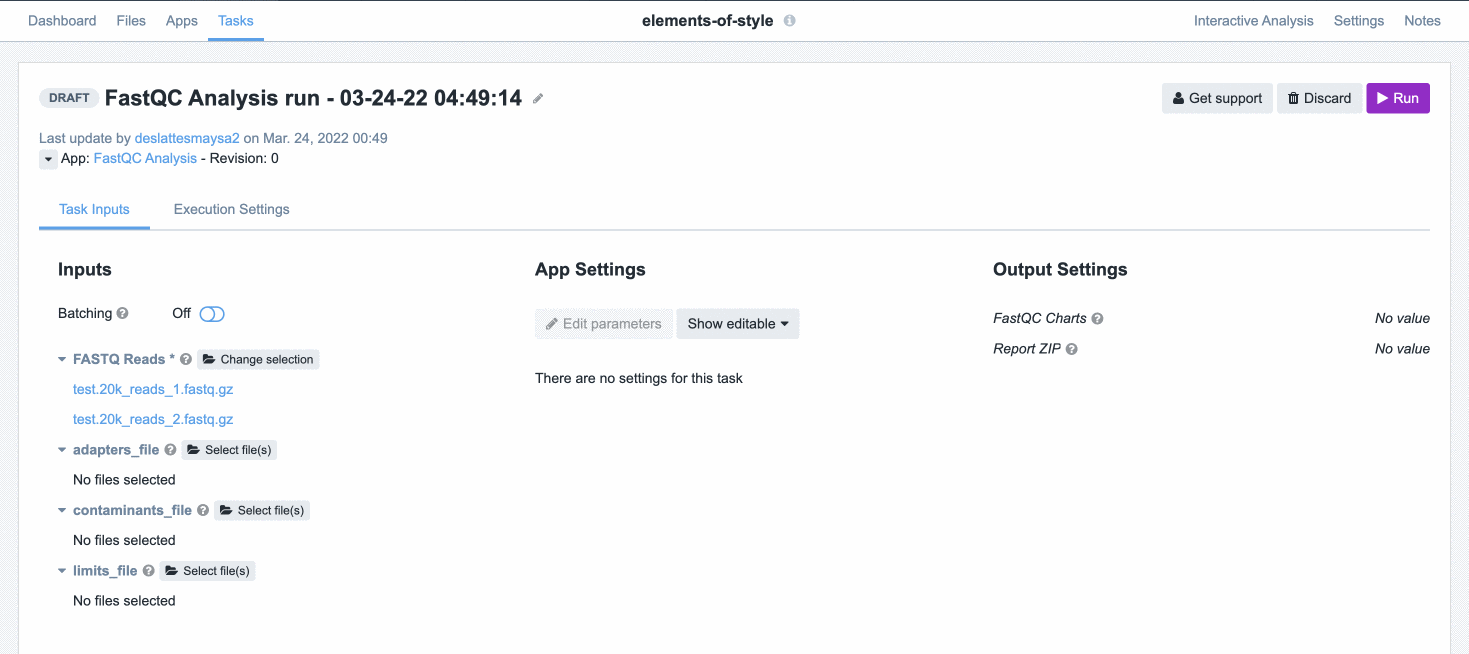 Dashboard Files Apps Tasks elements-of-style Interactive Analysis Settings Notes
DRAFT FastQC Analysis run - 03-24-22 04:49:14 Get support Discard Run
Last update by deslattesmaysa2 on Mar. 24, 2022 00:49
App: FastQC Analysis - Revision: 0
Task Inputs Execution Settings
Inputs App Settings Output Settings
Batching Off Edit parameters Show editable FastQC Charts No value
Report ZIP No value
FASTQ Reads * Change selection
There are no settings for this task
test.20k_reads_1.fastq.gz
test.20k_reads_2.fastq.gz
adapters_file Select file(s)
No files selected
contaminants_file Select file(s)
No files selected
limits_file Select file(s)
No files selected